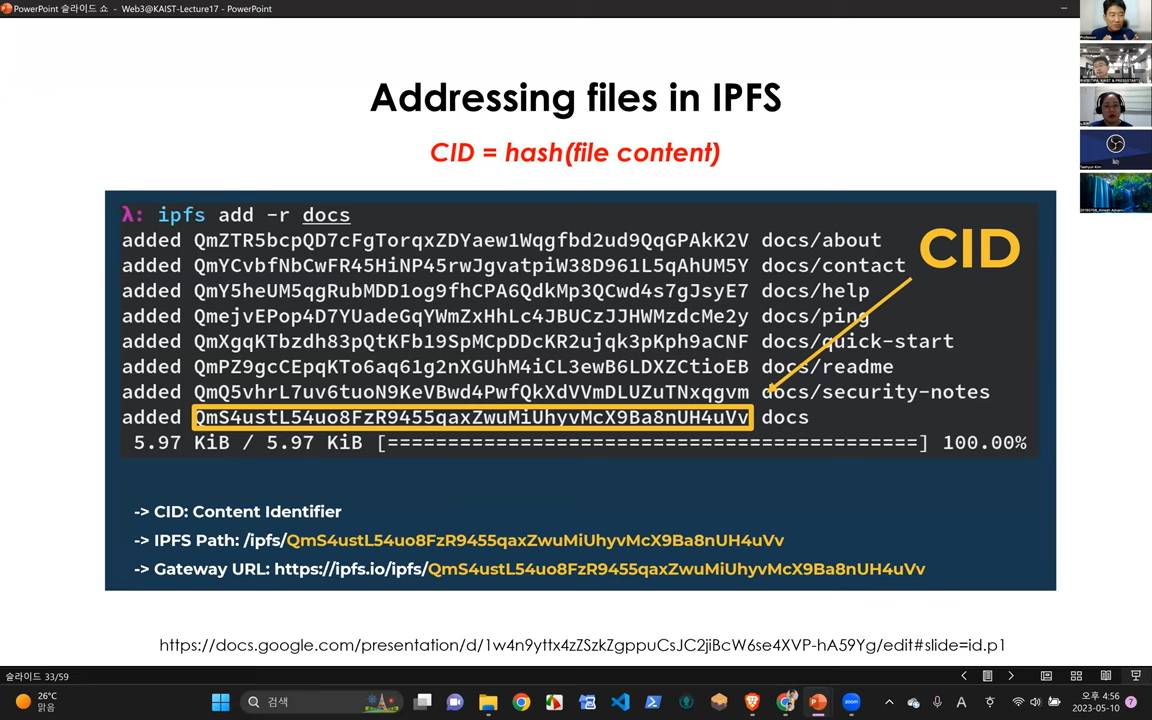 PowerPoint 슬라이드 쇼 - Web3@KAIST-Lecture17 - PowerPoint
Addressing files in IPFS
CID = hash(file content)
λ: ipfs add -r docs
added QmZTR5bcpQD7cFgTorqxZDYaew1Wqgfbd2ud9QqGPAkK2V docs/about
added QmYCvbfNbCwFR45HiNP45rwJgvatpiW38D961L5qAhUM5Y docs/contact
added QmY5heUM5qgRubMDD1og9fhCPA6QdkMp3QCwd4s7gJsyE7 docs/help
added QmejvEPop4D7YUadeGqYWmZxHhLc4JBUCzJJHWMzdcMe2y docs/ping
added QmXgqKTbzdh83pQtKFb19SpMCpDDcKR2ujqk3pKph9aCNF docs/quick-start
added QmPZ9gcCEpqKTo6aq61g2nXGUhM4iCL3ewB6LDXZCtioEB docs/readme
added QmQ5vhrL7uv6tuoN9KeVBwd4PwfQkXdVVmDLUZuTNxqgvm docs/security-notes
added QmS4ustL54uo8FzR9455qaxZwuMiUhyvMcX9Ba8nUH4uVv docs
5.97 KiB / 5.97 KiB [============================================] 100.00%
CID
-> CID: Content Identifier
-> IPFS Path: /ipfs/QmS4ustL54uo8FzR9455qaxZwuMiUhyvMcX9Ba8nUH4uVv
-> Gateway URL: https://ipfs.io/ipfs/QmS4ustL54uo8FzR9455qaxZwuMiUhyvMcX9Ba8nUH4uVv
https://docs.google.com/presentation/d/1w4n9yttx4zZSzkZgppuCsJC2jiBcW6se4XVP-hA59Yg/edit#slide=id.p1
슬라이드 33/59
26°C
맑음
검색
A
오후 4:56
2023-05-10
7